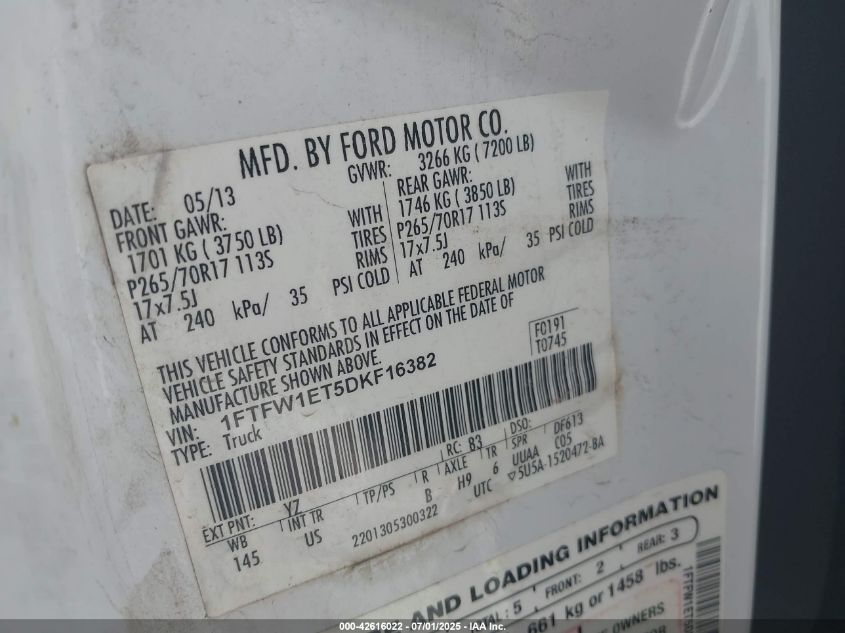 MFD. BY FORD MOTOR CO.
DATE: 05/13
GVWR: 3266 KG ( 7200 LB)
FRONT GAWR:
1701 KG ( 3750 LB)
WITH
P265/70R17 113S
TIRES
17x7.5J
RIMS
AT 240 kPa/ 35 PSI COLD
REAR GAWR:
1746 KG ( 3850 LB)
WITH
P265/70R17 113S
TIRES
17x7.5J
RIMS
AT 240 kPa/ 35 PSI COLD
THIS VEHICLE CONFORMS TO ALL APPLICABLE FEDERAL MOTOR
VEHICLE SAFETY STANDARDS IN EFFECT ON THE DATE OF
MANUFACTURE SHOWN ABOVE.
F0191
T0745
VIN: 1FTFW1ET5DKF16382
TYPE: Truck
EXT PNT: YZ RC: 83 DSO: DF613
WB INT TR TP/PS R AXLE TR SPR
145 US B H9 6 UUAA C05
2201305300322 UTC ▽5U5A-1520472-BA
AND LOADING INFORMATION
TAL: 5 FRONT: 2 REAR: 3
661 kg or 1458 lbs.
OWNERS
000-42616022 - 07/01/2025 - IAA Inc.